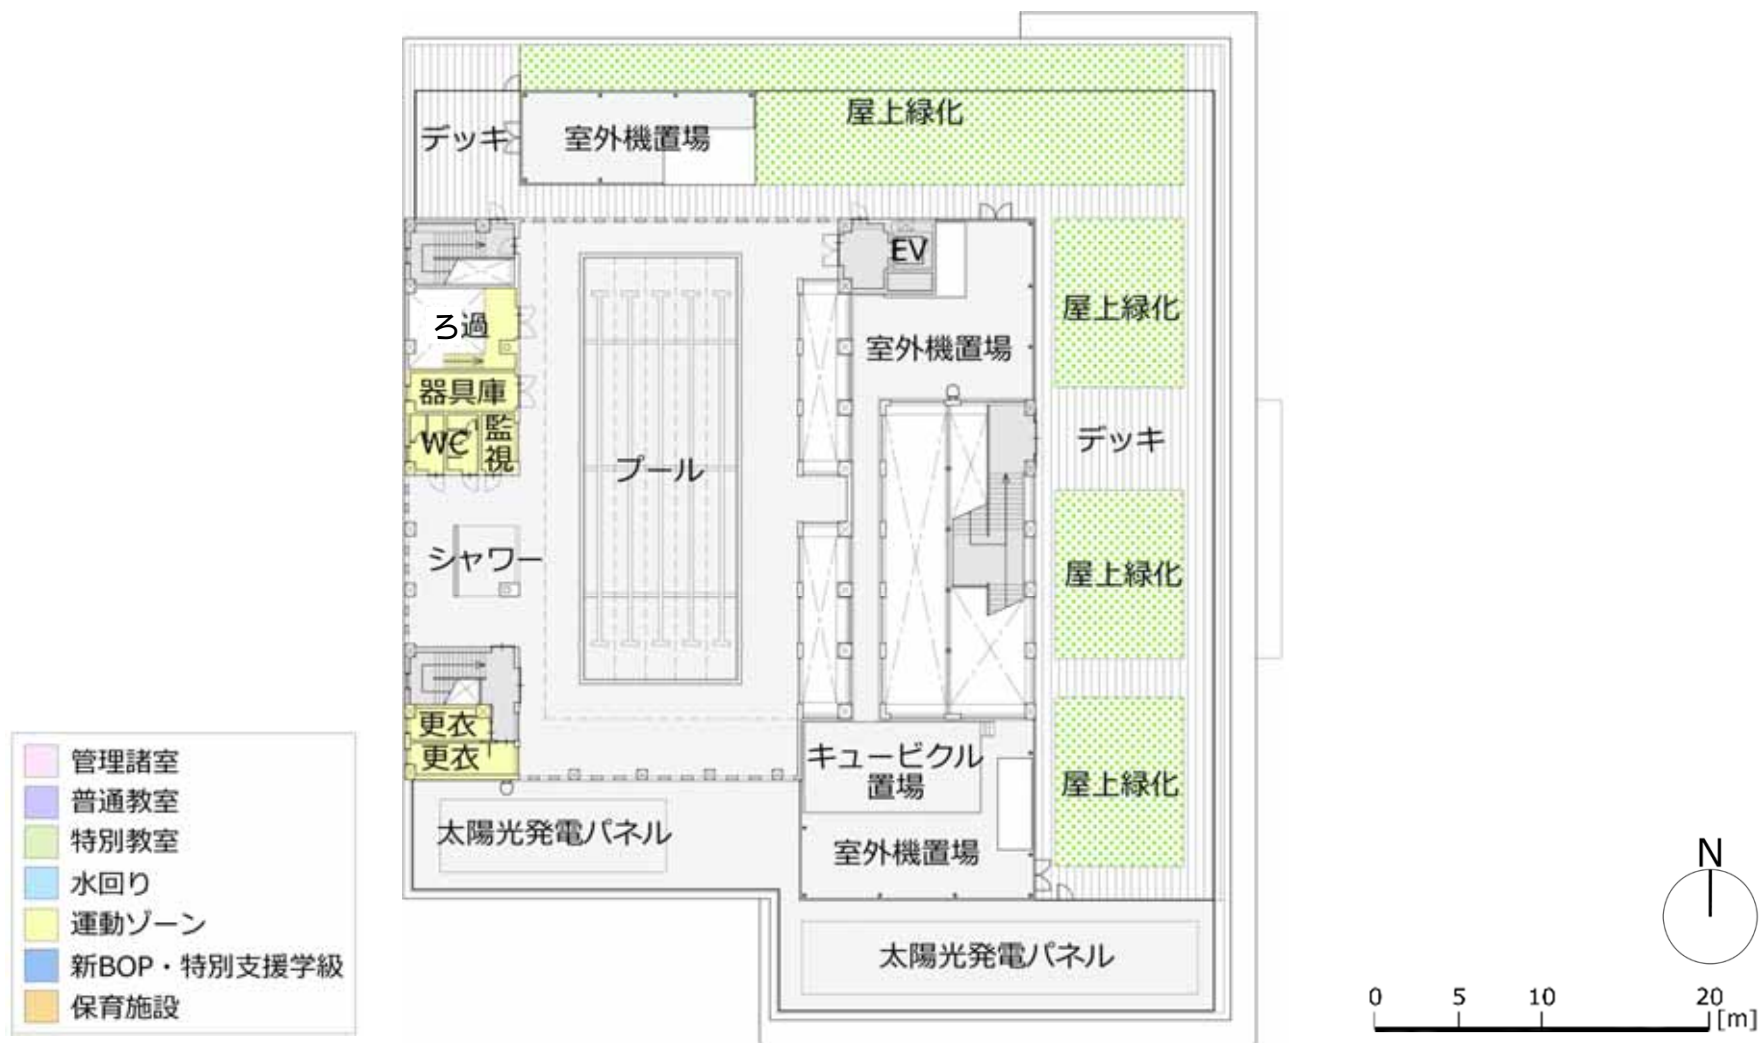 屋上緑化
デッキ
室外機置場
EV
屋上緑化
ろ過
室外機置場
器具庫
WC
監
視
デッキ
プール
シャワー
屋上緑化
更衣
更衣
キュービクル
置場
屋上緑化
太陽光発電パネル
室外機置場
太陽光発電パネル
管理諸室
普通教室
特別教室
水回り
運動ゾーン
新BOP・特別支援学級
保育施設
N
0 5 10 20
[m]